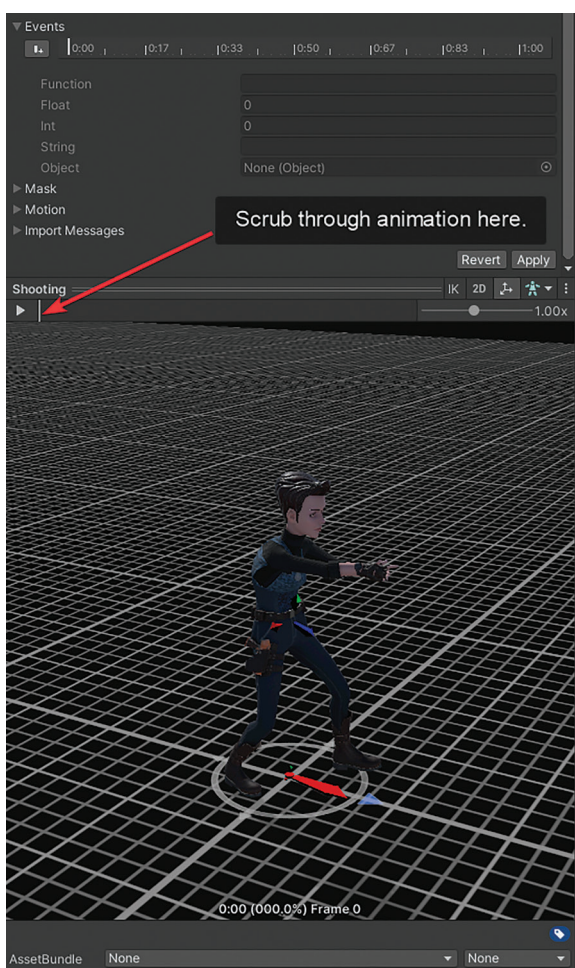 Events
0:00 0:17 0:33 0:50 0:67 0:83 1:00
Function
Float 0
Int 0
String
Object None (Object)
Mask
Motion
Import Messages
Scrub through animation here.
Revert Apply
Shooting IK 2D
1.00x
0:00 (000.0%) Frame 0
AssetBundle None None